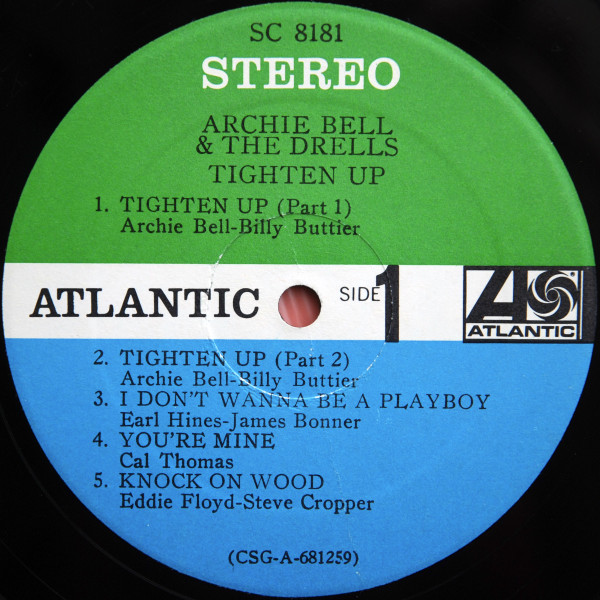 SC 8181
STEREO
ARCHIE BELL
& THE DRELLS
TIGHTEN UP
1. TIGHTEN UP (Part 1)
Archie Bell-Billy Buttier
ATLANTIC
SIDE 1
ATLANTIC
2. TIGHTEN UP (Part 2)
Archie Bell-Billy Buttier
3. I DON'T WANNA BE A PLAYBOY
Earl Hines-James Bonner
4. YOU'RE MINE
Cal Thomas
5. KNOCK ON WOOD
Eddie Floyd-Steve Cropper
(CSG-A-681259)